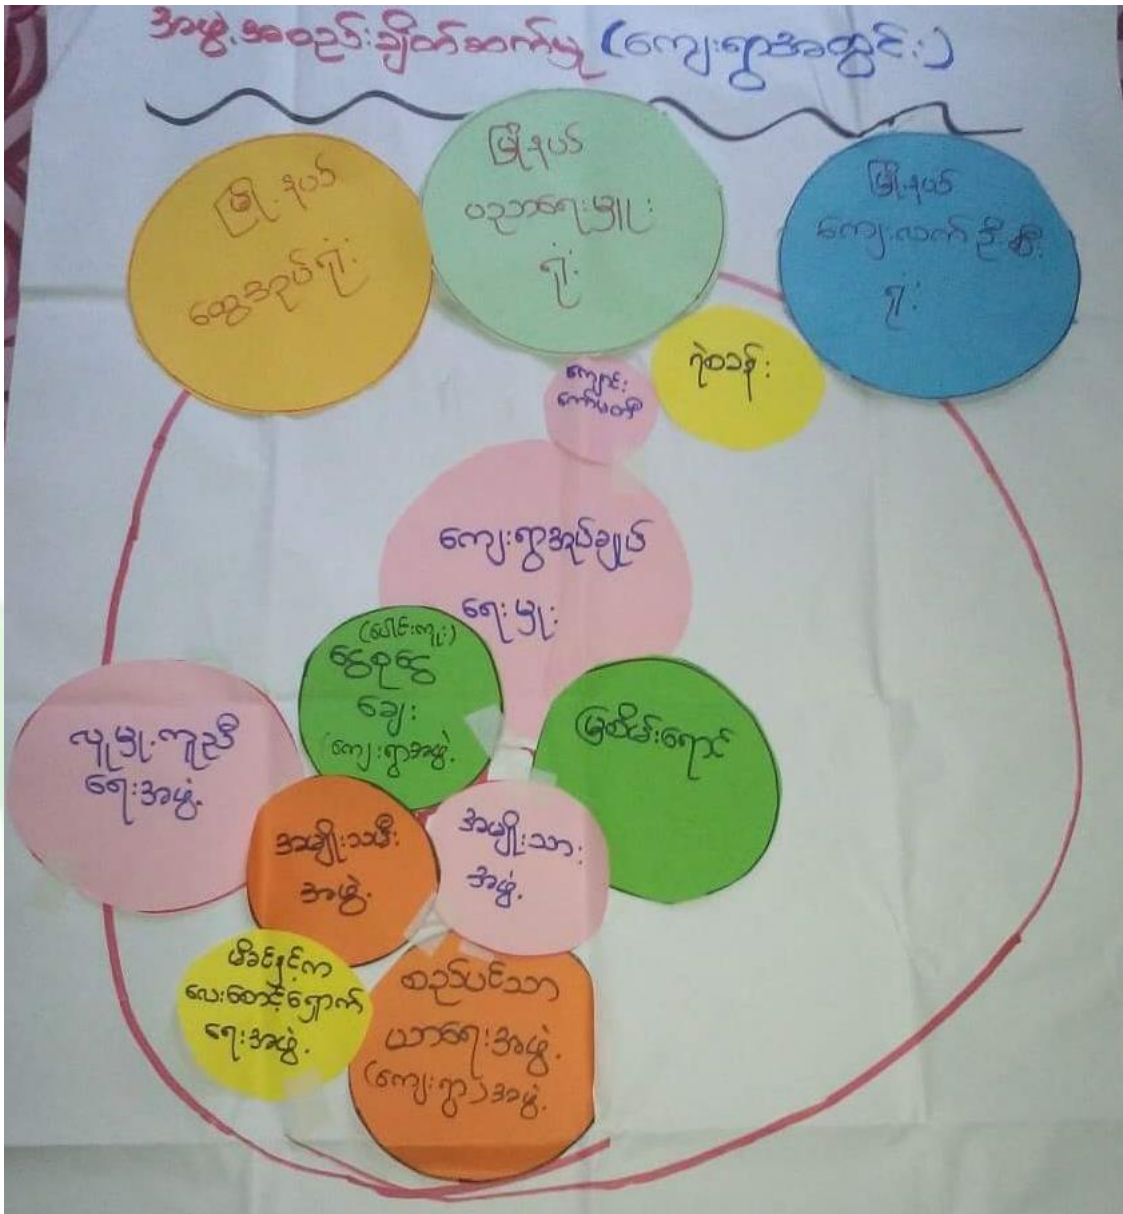 အဖွဲ့အစည်းချိတ်ဆက်မှု (ကျေးရွာအတွင်း)
မြို့နယ်
ထွေအုပ်ရုံး
မြို့နယ်
ပညာရေးမှူး
ရုံး
မြို့နယ်
ကျေးလက်ဦးစီး
ရုံး
ရဲစခန်း
ကျောင်း
ကော်မတီ
ကျေးရွာအုပ်ချုပ်
ရေးမှူး
(ပေါင်းကူး)
ငွေစုငွေ
ချေး
(ကျေးရွာအဖွဲ့
မြစိမ်းရောင်
လူမှုကူညီ
ရေးအဖွဲ့
အမျိုးသမီး
အဖွဲ့
အမျိုးသား
အဖွဲ့
မိခင်နှင့်က
လေးစောင့်ရှောက်
ရေးအဖွဲ့
စည်ပင်သာ
ယာရေးအဖွဲ့
(ကျေးရွာ)အဖွဲ့